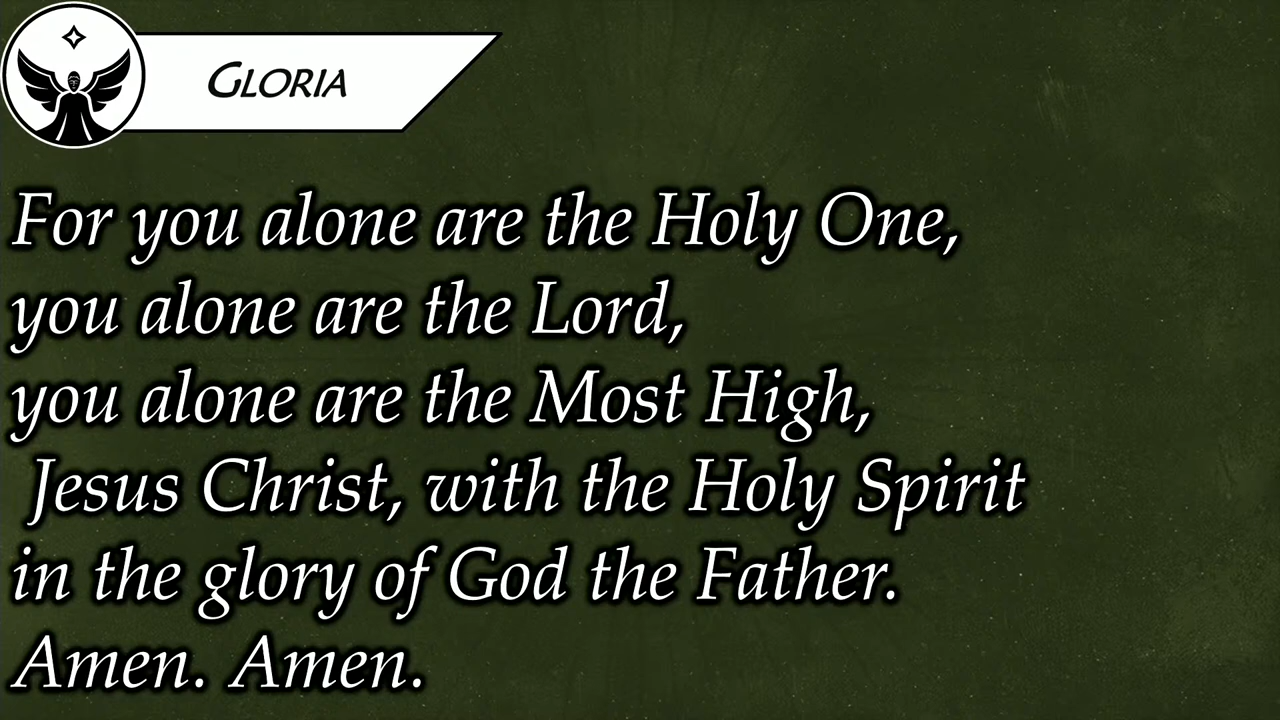 Gloria
For you alone are the Holy One,
you alone are the Lord,
you alone are the Most High,
Jesus Christ, with the Holy Spirit
in the glory of God the Father.
Amen. Amen.